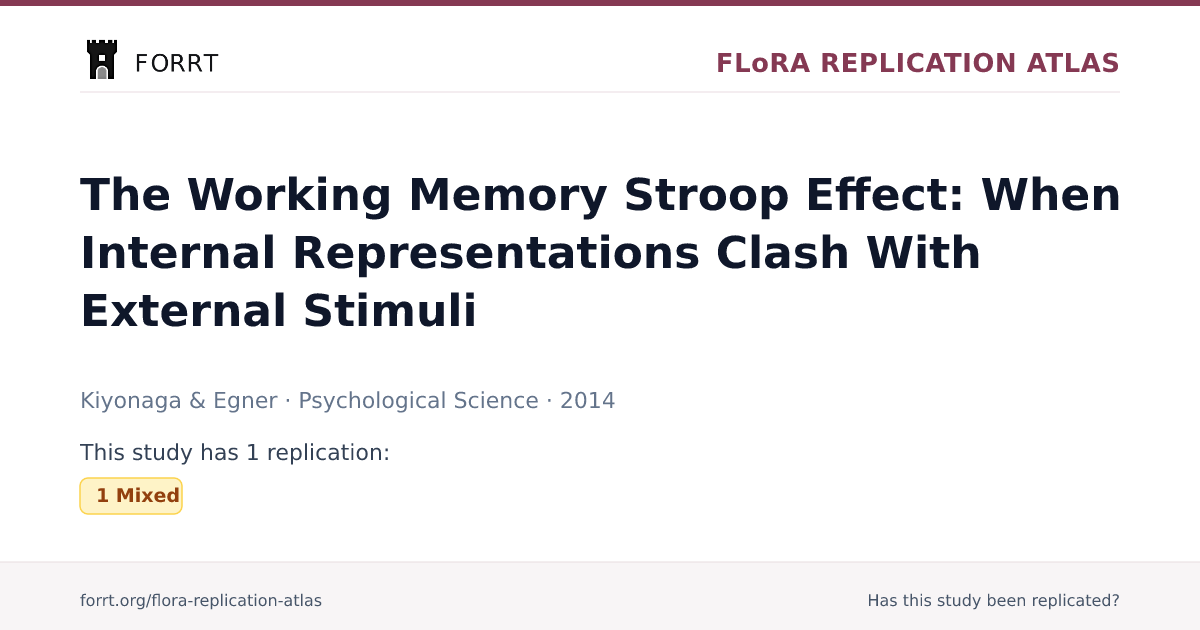 FORRT
FLoRA REPLICATION ATLAS
The Working Memory Stroop Effect: When
Internal Representations Clash With
External Stimuli
Kiyonaga & Egner · Psychological Science · 2014
This study has 1 replication:
1 Mixed
forrt.org/flora-replication-atlas
Has this study been replicated?